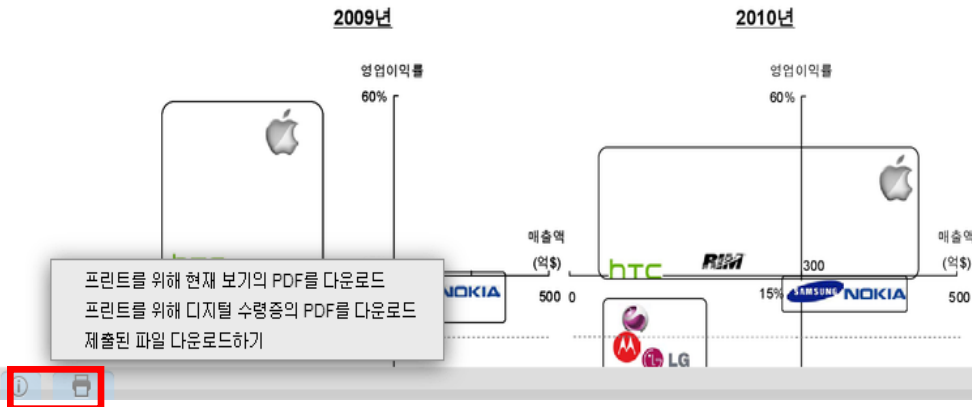 2009년
2010년
영업이익률
영업이익률
60%
60%
매출액
(억$)
매출액
(억$)
hTC
RIM
300
프린트를 위해 현재 보기의 PDF를 다운로드
프린트를 위해 디지털 수령증의 PDF를 다운로드
제출된 파일 다운로드하기
NOKIA
500
0
15%
SAMSUNG
NOKIA
500
LG